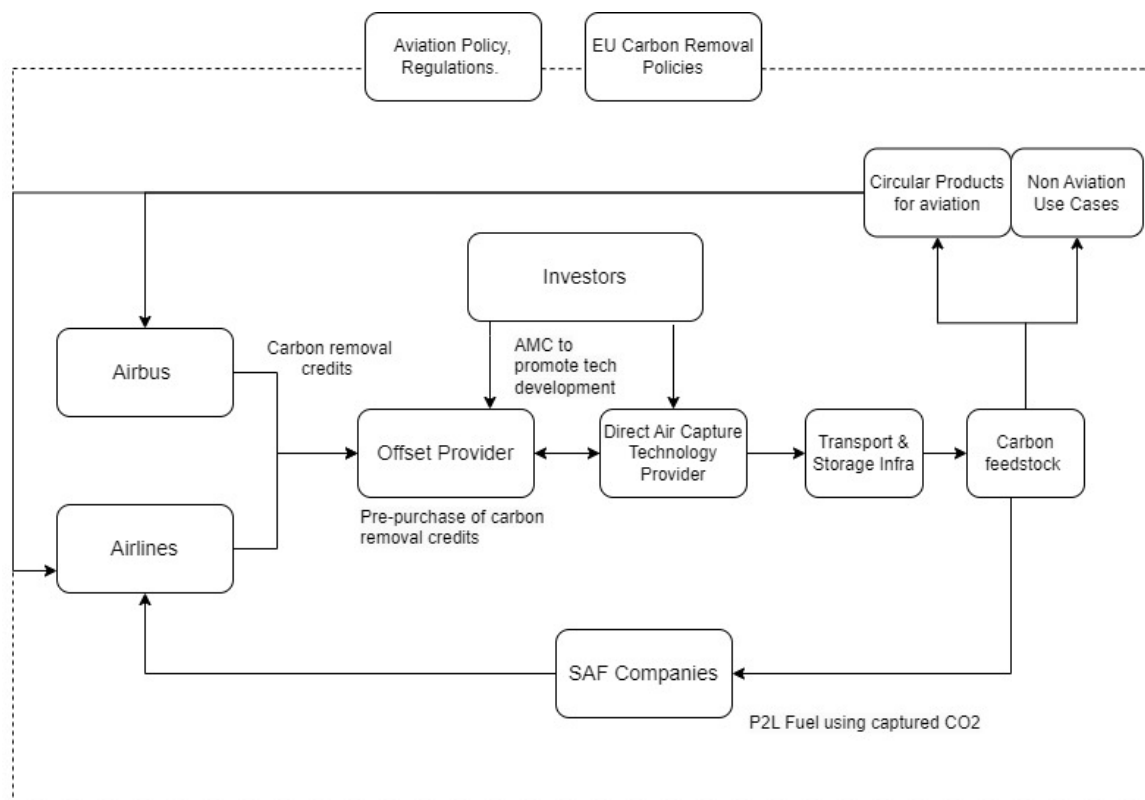 Aviation Policy,
Regulations.
EU Carbon Removal
Policies
Circular Products
for aviation
Non Aviation
Use Cases
Investors
Airbus
Carbon removal
credits
AMC to
promote tech
development
Offset Provider
Direct Air Capture
Technology
Provider
Transport &
Storage Infra
Carbon
feedstock
Pre-purchase of carbon
removal credits
Airlines
SAF Companies
P2L Fuel using captured CO2